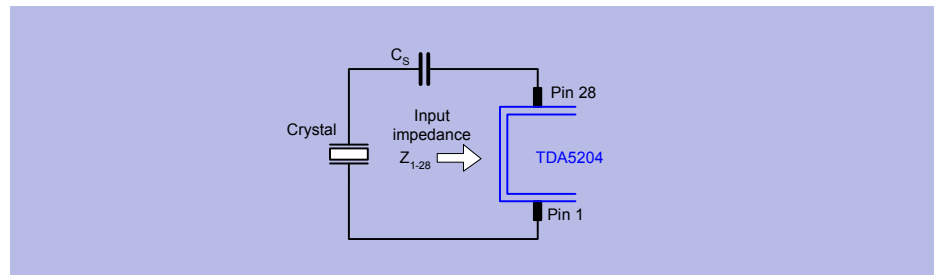 C_S
Pin 28
Input
impedance
Z_1-28
Crystal
TDA5204
Pin 1